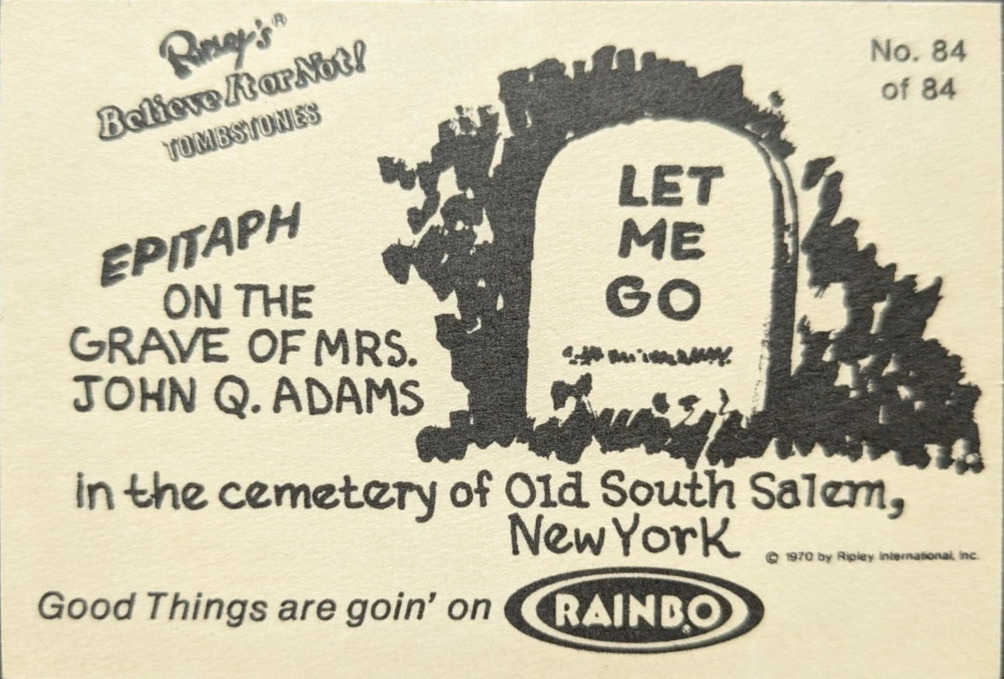 Ripley's®
Believe It or Not!
TOMBSTONES
No. 84
of 84
EPITAPH
ON THE
GRAVE OF MRS.
JOHN Q. ADAMS
LET
ME
GO
in the cemetery of Old South Salem,
New York
© 1970 by Ripley International, Inc.
Good Things are goin' on RAINBO